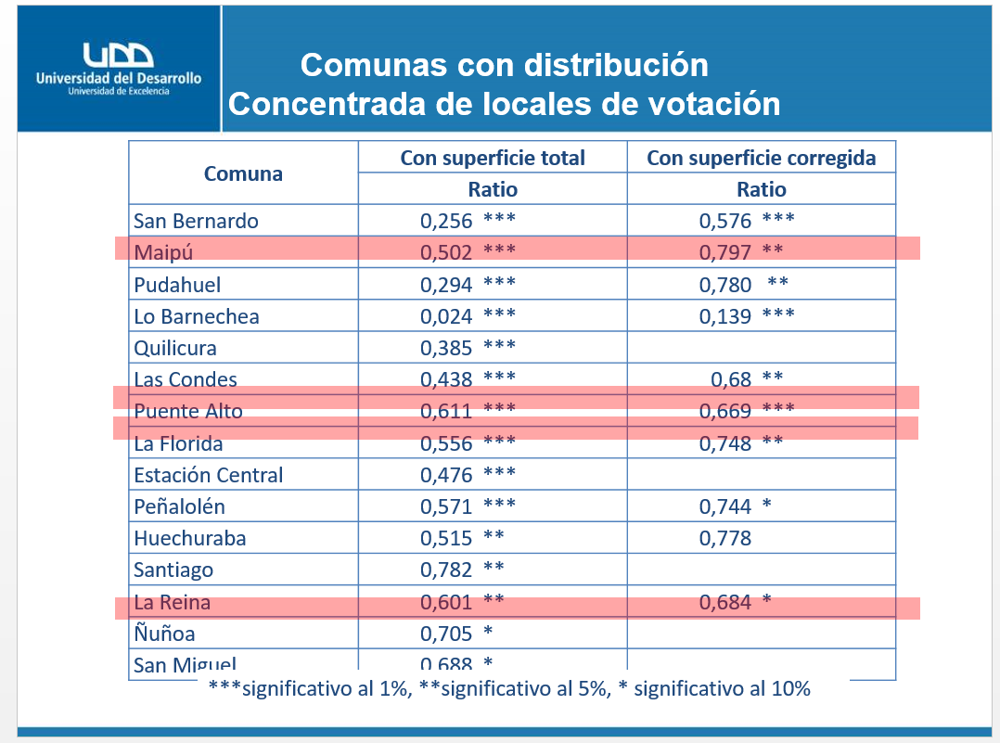 UDD
Universidad del Desarrollo
Universidad de Excelencia
Comunas con distribución
Concentrada de locales de votación
Comuna Con superficie total Con superficie corregida
Ratio Ratio
San Bernardo 0,256 *** 0,576 ***
Maipú 0,502 *** 0,797 **
Pudahuel 0,294 *** 0,780 **
Lo Barnechea 0,024 *** 0,139 ***
Quilicura 0,385 ***
Las Condes 0,438 *** 0,68 **
Puente Alto 0,611 *** 0,669 ***
La Florida 0,556 *** 0,748 **
Estación Central 0,476 ***
Peñalolén 0,571 *** 0,744 *
Huechuraba 0,515 ** 0,778
Santiago 0,782 **
La Reina 0,601 ** 0,684 *
Ñuñoa 0,705 *
San Miguel 0,688 *
***significativo al 1%, **significativo al 5%, * significativo al 10%